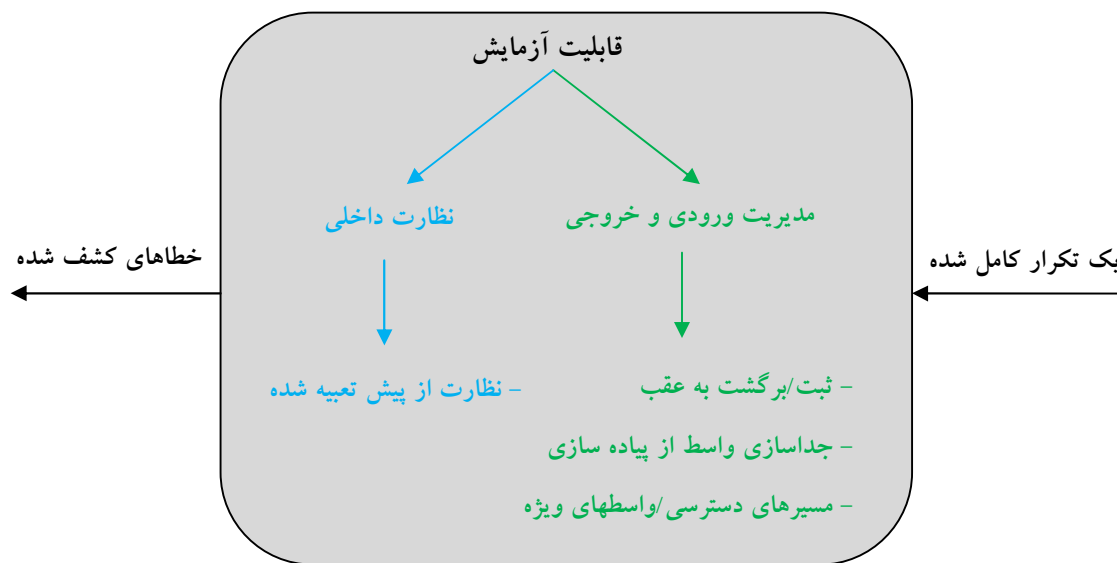 قابلیت آزمایش
مدیریت ورودی و خروجی
نظارت داخلی
یک تکرار کامل شده
خطاهای کشف شده
– ثبت/برگشت به عقب
– جداسازی واسط از پیاده سازی
– مسیرهای دسترسی/واسطهای ویژه
– نظارت از پیش تعبیه شده